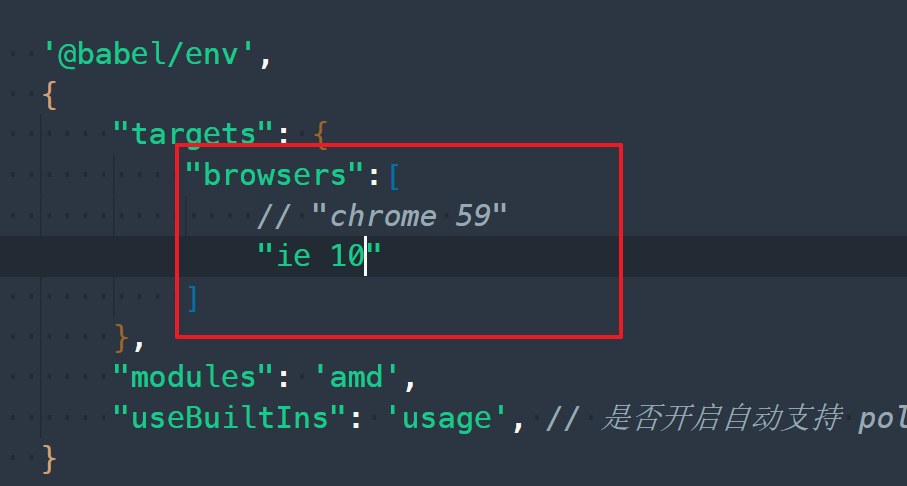 '@babel/env',
{
"targets": {
"browsers":[
// "chrome 59"
"ie 10"
]
},
"modules": 'amd',
"useBuiltIns": 'usage', // 是否开启自动支持 pol
}